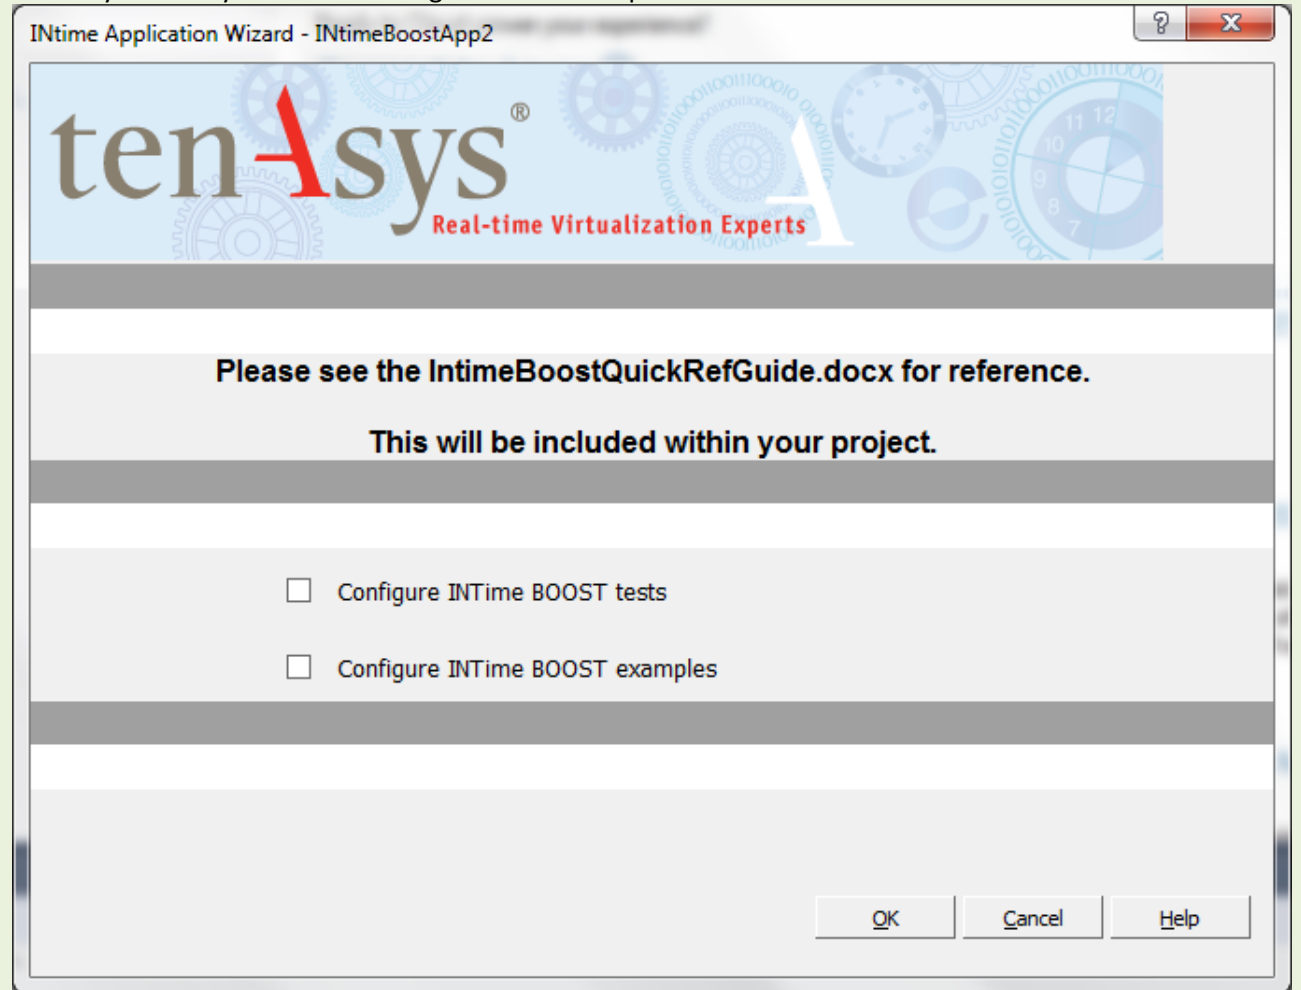 INtime Application Wizard - INtimeBoostApp2
tenAsys®
Real-time Virtualization Experts
Please see the IntimeBoostQuickRefGuide.docx for reference.
This will be included within your project.
Configure INTime BOOST tests
Configure INTime BOOST examples
OK Cancel Help